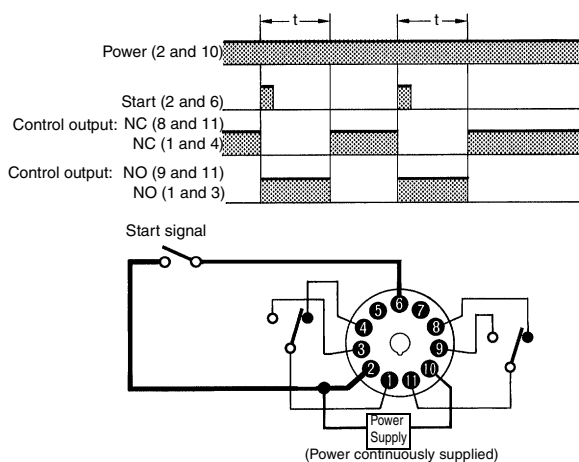 t
t
Power (2 and 10)
Start (2 and 6)
Control output: NC (8 and 11)
NC (1 and 4)
Control output: NO (9 and 11)
NO (1 and 3)
Start signal
6
5
7
4
8
3
9
2
10
1
11
Power
Supply
(Power continuously supplied)